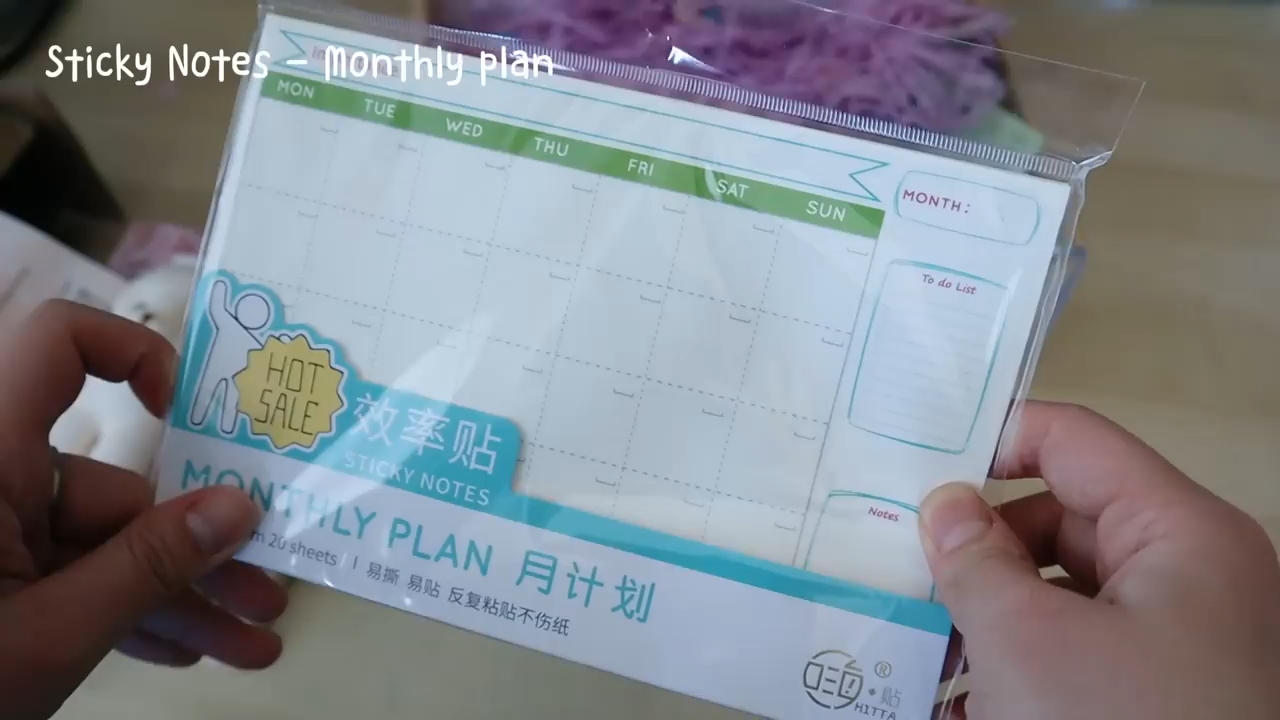 Sticky Notes - Monthly plan
MON TUE WED THU FRI SAT SUN
MONTH:
To do List
Notes
HOT
SALE
效率贴
STICKY NOTES
MONTHLY PLAN 月计划
20 sheets | 易撕 易贴 反复粘贴不伤纸
®
贴
HITTA